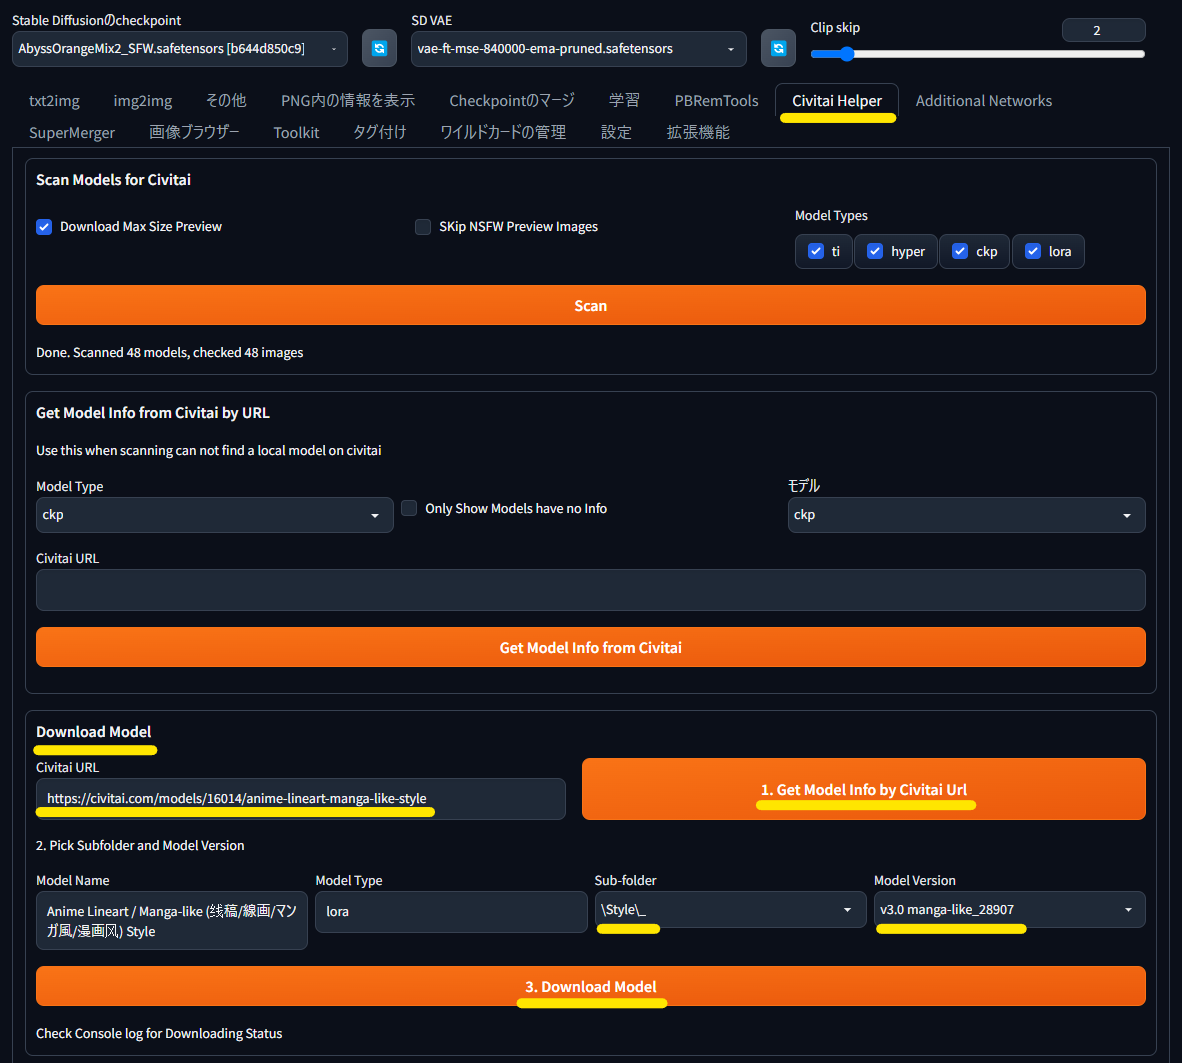 Stable Diffusionのcheckpoint
SD VAE
Clip skip
2
AbyssOrangeMix2_SFW.safetensors [b644d850c9]
vae-ft-mse-840000-ema-pruned.safetensors
txt2img
img2img
その他
PNG内の情報を表示
Checkpointのマージ
学習
PBRemTools
Civitai Helper
Additional Networks
SuperMerger
画像ブラウザー
Toolkit
タグ付け
ワイルドカードの管理
設定
拡張機能
Scan Models for Civitai
Download Max Size Preview
SKip NSFW Preview Images
Model Types
ti
hyper
ckp
lora
Scan
Done. Scanned 48 models, checked 48 images
Get Model Info from Civitai by URL
Use this when scanning can not find a local model on civitai
Model Type
ckp
Only Show Models have no Info
モデル
ckp
Civitai URL
Get Model Info from Civitai
Download Model
Civitai URL
https://civitai.com/models/16014/anime-lineart-manga-like-style
1. Get Model Info by Civitai Url
2. Pick Subfolder and Model Version
Model Name
Model Type
Sub-folder
Model Version
Anime Lineart / Manga-like (线稿/線画/マン
ガ風/漫画风) Style
lora
\Style\_
v3.0 manga-like_28907
3. Download Model
Check Console log for Downloading Status